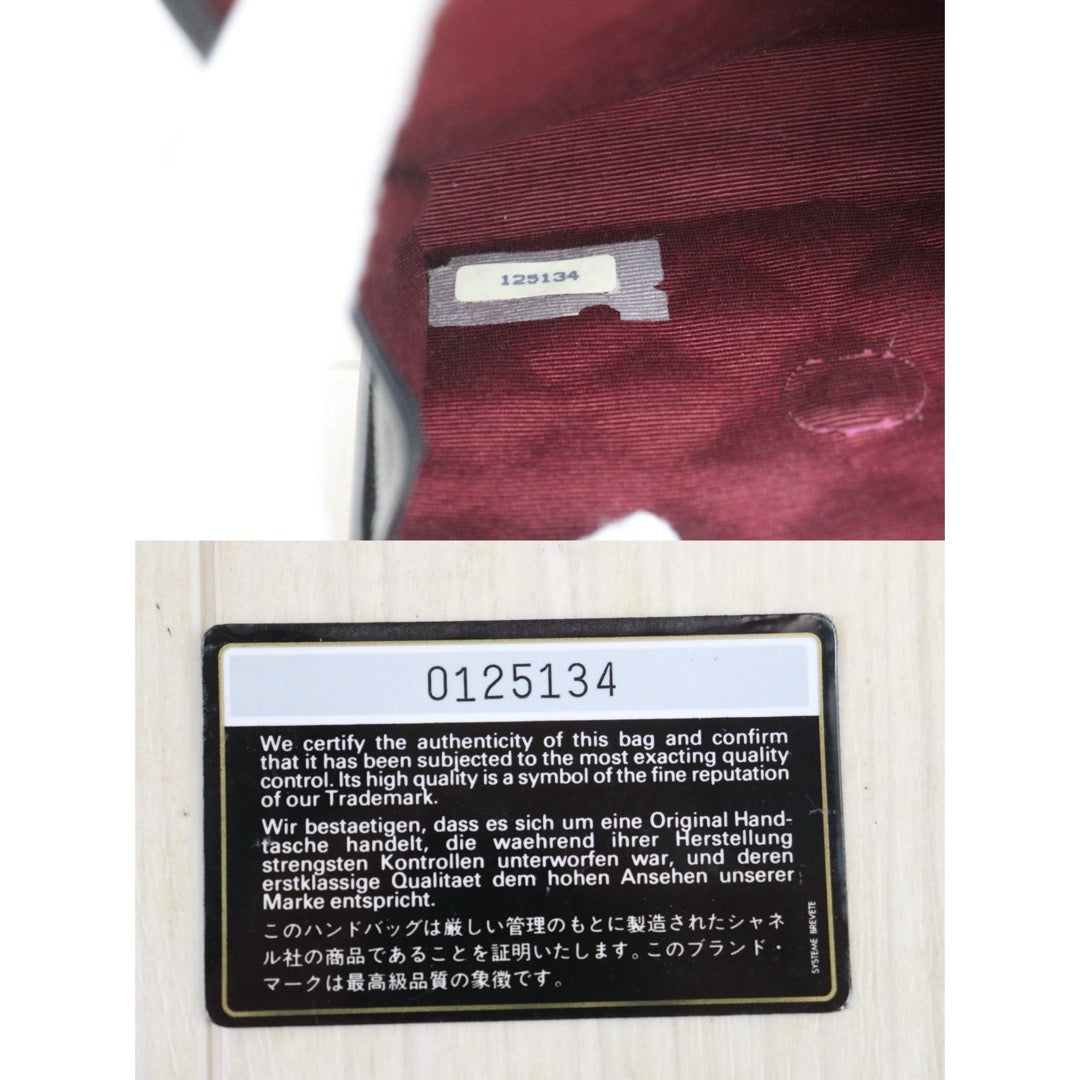 125134
0125134
We certify the authenticity of this bag and confirm
that it has been subjected to the most exacting quality
control. Its high quality is a symbol of the fine reputation
of our Trademark.
Wir bestaetigen, dass es sich um eine Original Hand-
tasche handelt, die waehrend ihrer Herstellung
strengsten Kontrollen unterworfen war, und deren
erstklassige Qualitaet dem hohen Ansehen unserer
Marke entspricht.
このハンドバッグは厳しい管理のもとに製造されたシャネ
ル社の商品であることを証明いたします。このブランド・
マークは最高級品質の象徴です。
SYSTEME BREVETE